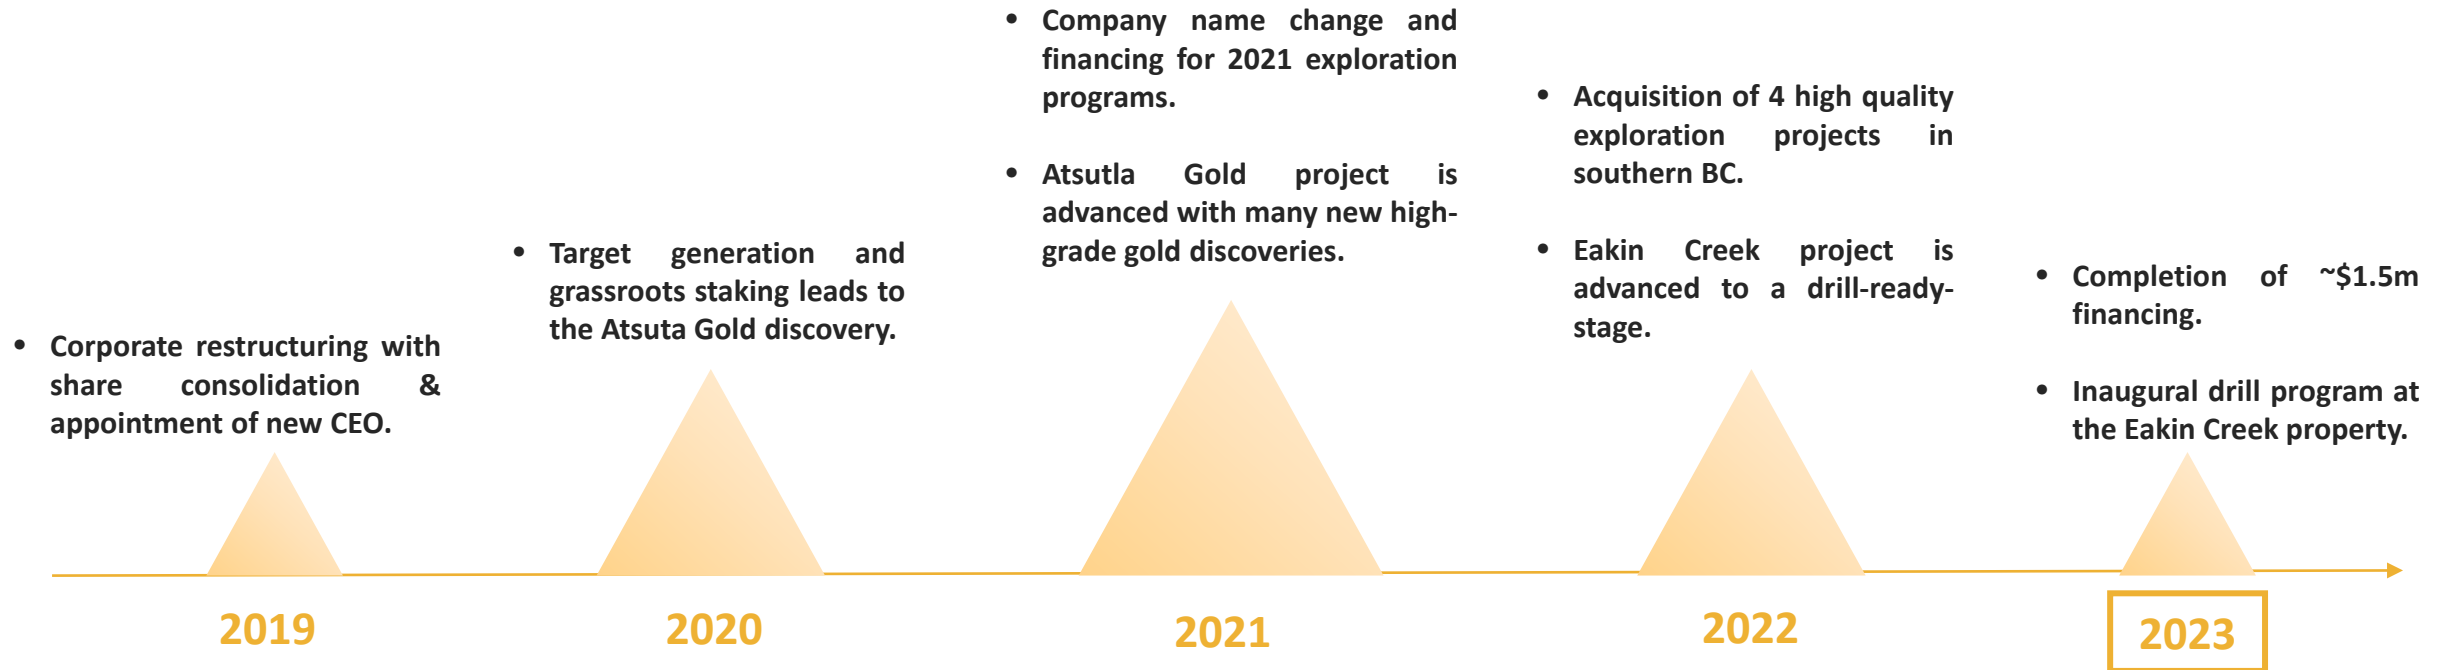 • Corporate restructuring with
share consolidation &
appointment of new CEO.
• Target generation and
grassroots staking leads to
the Atsuta Gold discovery.
• Company name change and
financing for 2021 exploration
programs.
• Atsutla Gold project is
advanced with many new high-
grade gold discoveries.
• Acquisition of 4 high quality
exploration projects in
southern BC.
• Eakin Creek project is
advanced to a drill-ready-
stage.
• Completion of ~$1.5m
financing.
• Inaugural drill program at
the Eakin Creek property.
2019
2020
2021
2022
2023